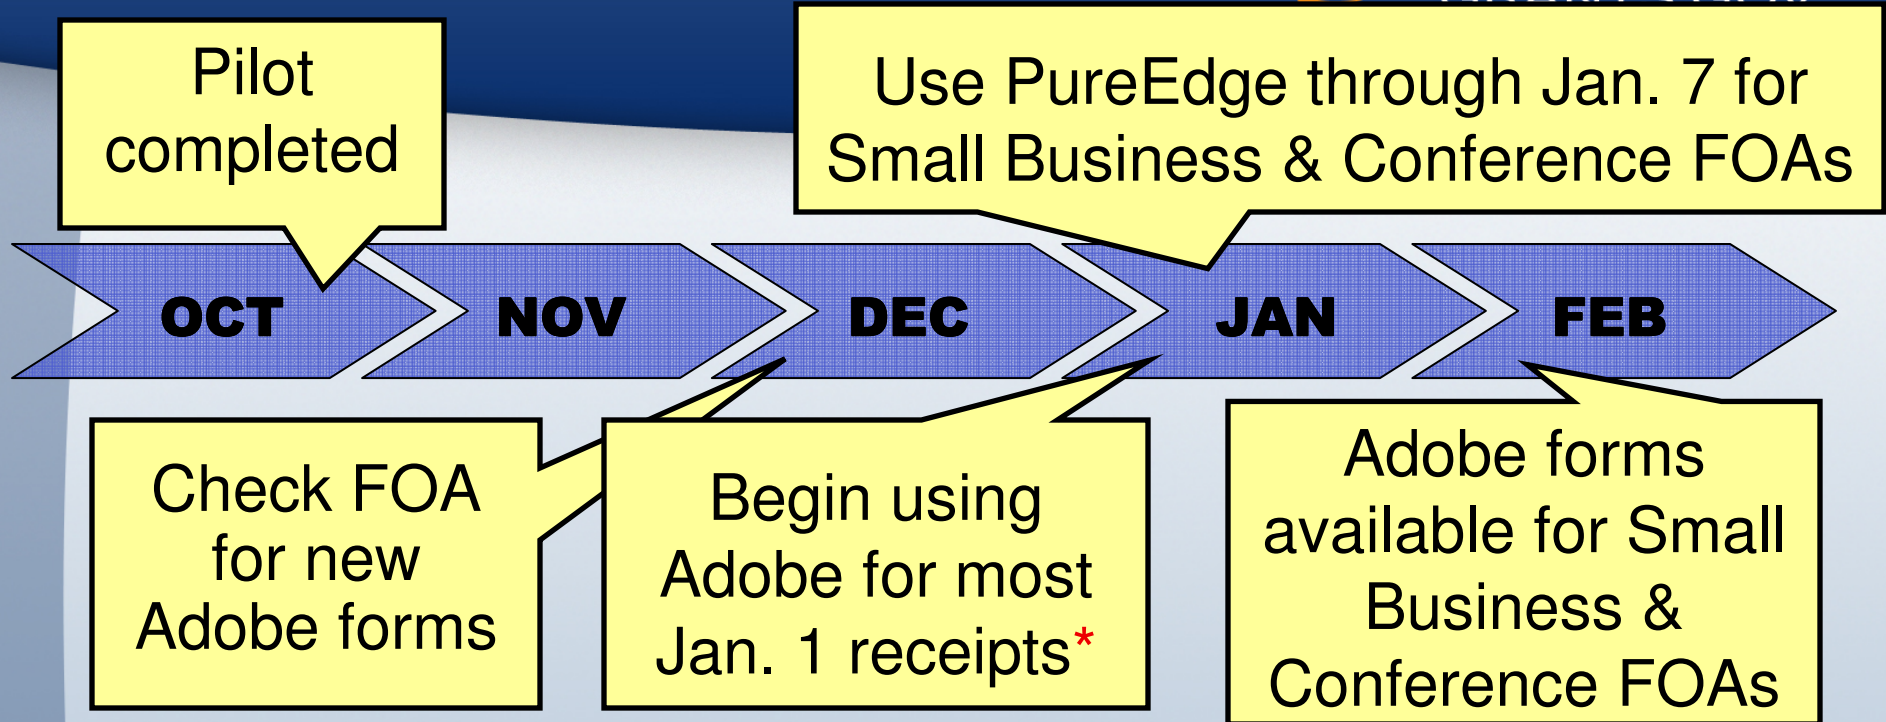 Pilot
completed
Use PureEdge through Jan. 7 for
Small Business & Conference FOAs
OCT
NOV
DEC
JAN
FEB
Check FOA
for new
Adobe forms
Begin using
Adobe for most
Jan. 1 receipts*
Adobe forms
available for Small
Business &
Conference FOAs